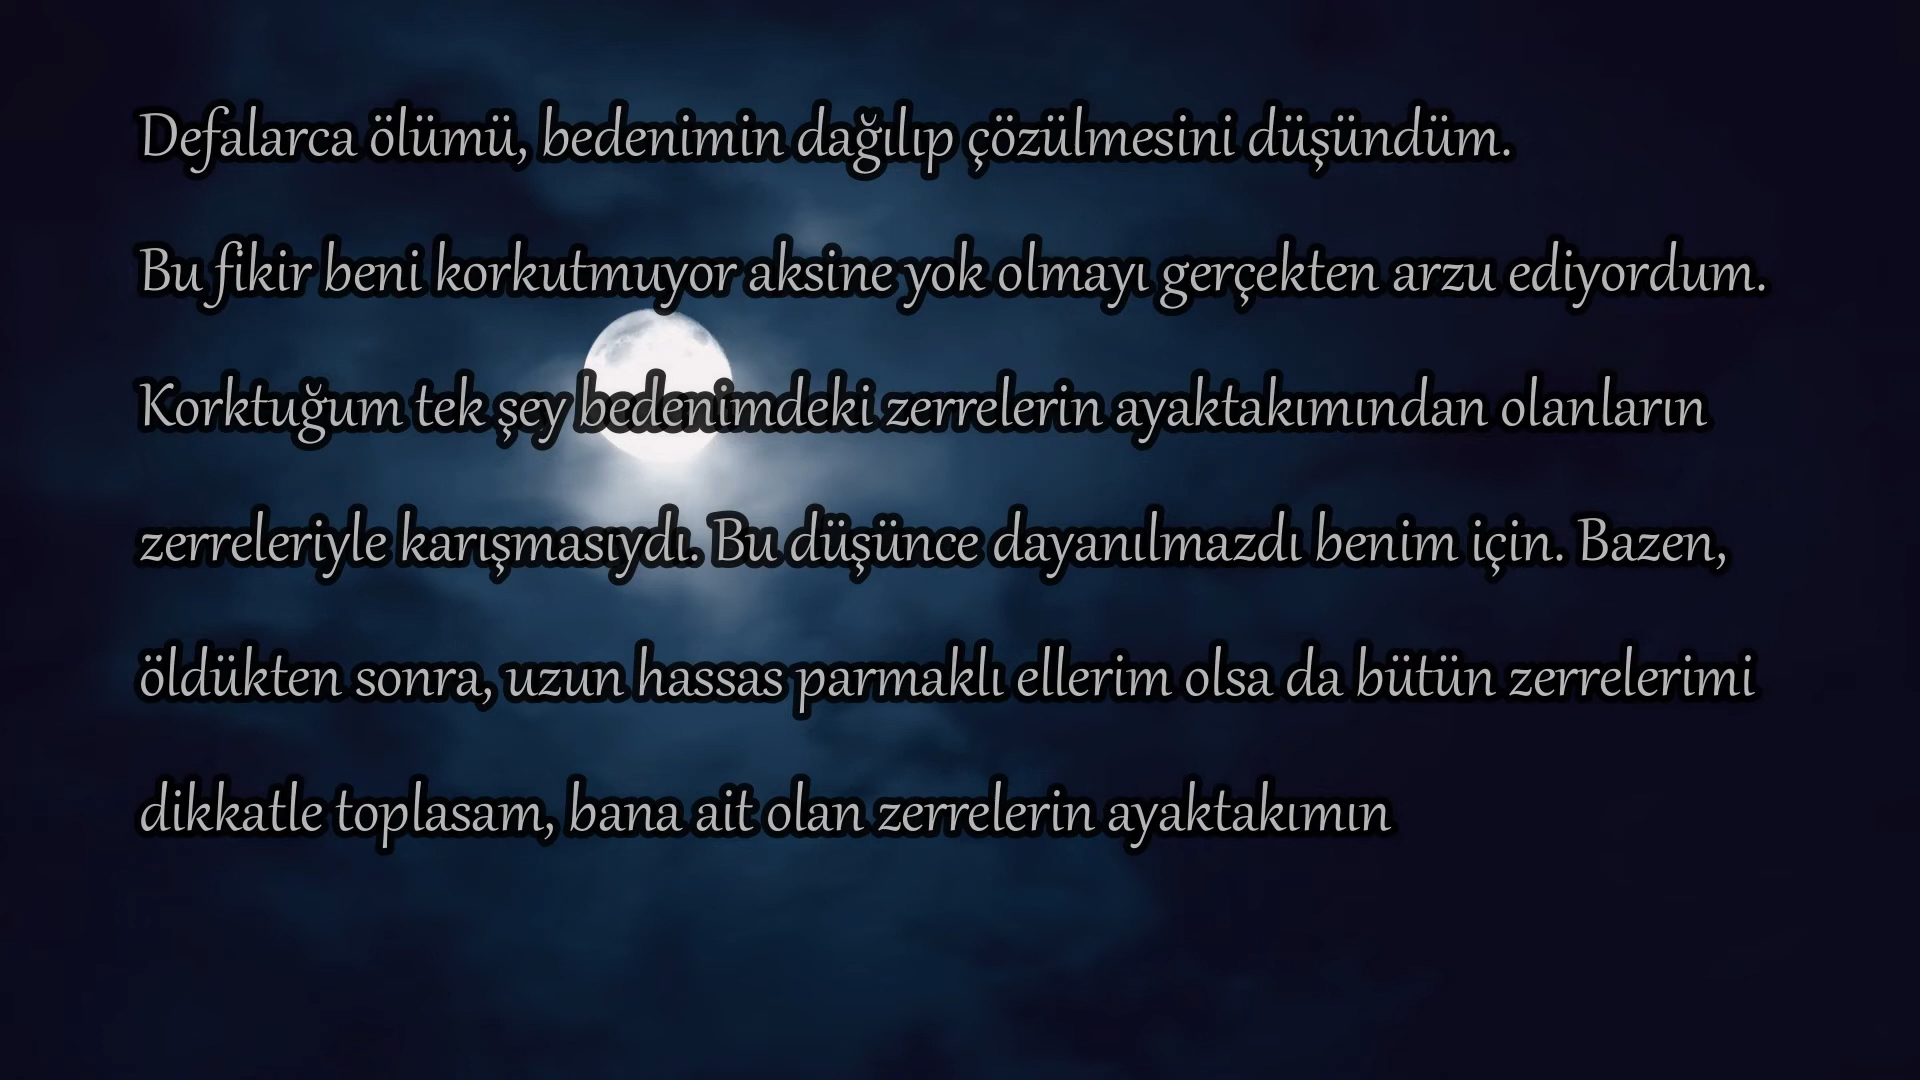 Defalarca ölümü, bedenimin dağılıp çözülmesini düşündüm.
Bu fikir beni korkutmuyor aksine yok olmayı gerçekten arzu ediyordum.
Korktuğum tek şey bedenimdeki zerrelerin ayaktakımından olanların
zerreleriyle karışmasıydı. Bu düşünce dayanılmazdı benim için. Bazen,
öldükten sonra, uzun hassas parmaklı ellerim olsa da bütün zerrelerimi
dikkatle toplasam, bana ait olan zerrelerin ayaktakımın